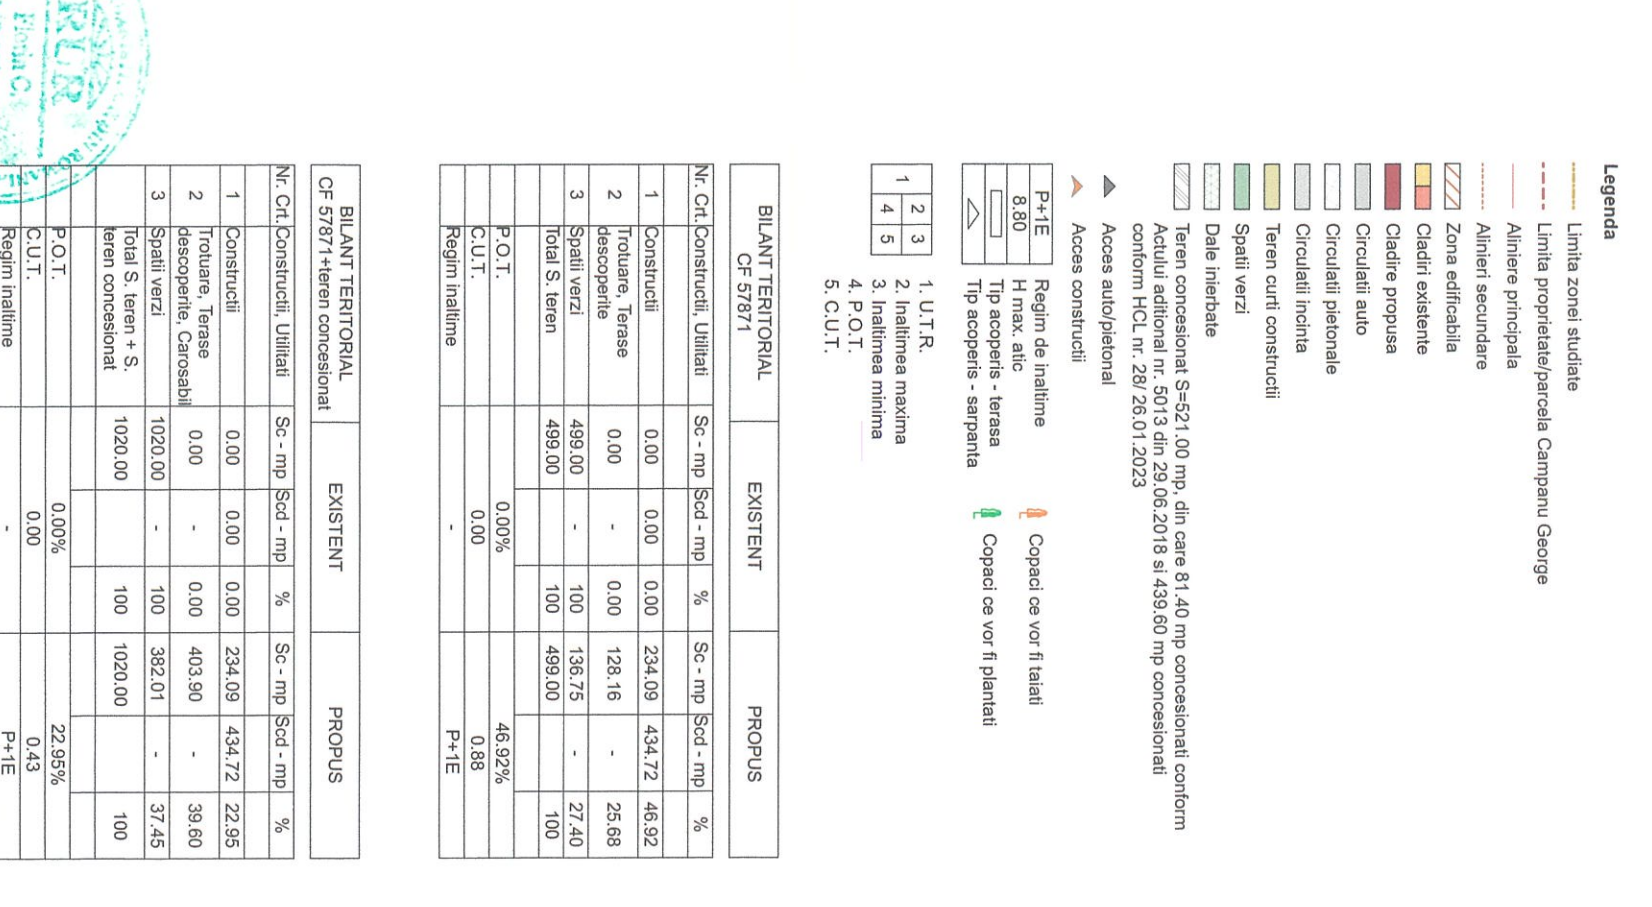 Legenda
Limita zonei studiate
Limita proprietate/parcela Campanu George
Aliniere principala
Alinieri secundare
Zona edificabila
Cladiri existente
Cladire propusa
Circulatii auto
Circulatii pietonale
Circulatii incinta
Teren curti constructii
Spatii verzi
Dale inierbate
Teren concesionat S=521.00 mp, din care 81.40 mp concesionati conform
Actului aditional nr. 5013 din 29.06.2018 si 439.60 mp concesionati
conform HCL nr. 28/ 26.01.2023
Acces auto/pietonal
Acces constructii
P+1E Regim de inaltime
8.80 H max. atic
Tip acoperis - terasa
Tip acoperis - sarpanta
Copaci ce vor fi taiati
Copaci ce vor fi plantati
1 2 3
4 5
1. U.T.R.
2. Inaltimea maxima
3. Inaltimea minima
4. P.O.T.
5. C.U.T.
BILANT TERITORIAL
CF 57871
EXISTENT PROPUS
Nr. Crt. Constructii, Utilitati Sc - mp Scd - mp % Sc - mp Scd - mp %
1 Constructii 0.00 0.00 0.00 234.09 434.72 46.92
2 Trotuare, Terase
descoperite 0.00 - 0.00 128.16 - 25.68
3 Spatii verzi 499.00 - 100 136.75 - 27.40
Total S. teren 499.00 100 499.00 100
P.O.T. 0.00% 46.92%
C.U.T. 0.00 0.88
Regim inaltime - P+1E
BILANT TERITORIAL
CF 57871+teren concesionat
EXISTENT PROPUS
Nr. Crt. Constructii, Utilitati Sc - mp Scd - mp % Sc - mp Scd - mp %
1 Constructii 0.00 0.00 0.00 234.09 434.72 22.95
2 Trotuare, Terase
descoperite, Carosabil 0.00 - 0.00 403.90 - 39.60
3 Spatii verzi 1020.00 - 100 382.01 - 37.45
Total S. teren + S.
teren concesionat 1020.00 100 1020.00 100
P.O.T. 0.00% 22.95%
C.U.T. 0.00 0.43
Regim inaltime - P+1E
RUR
C.